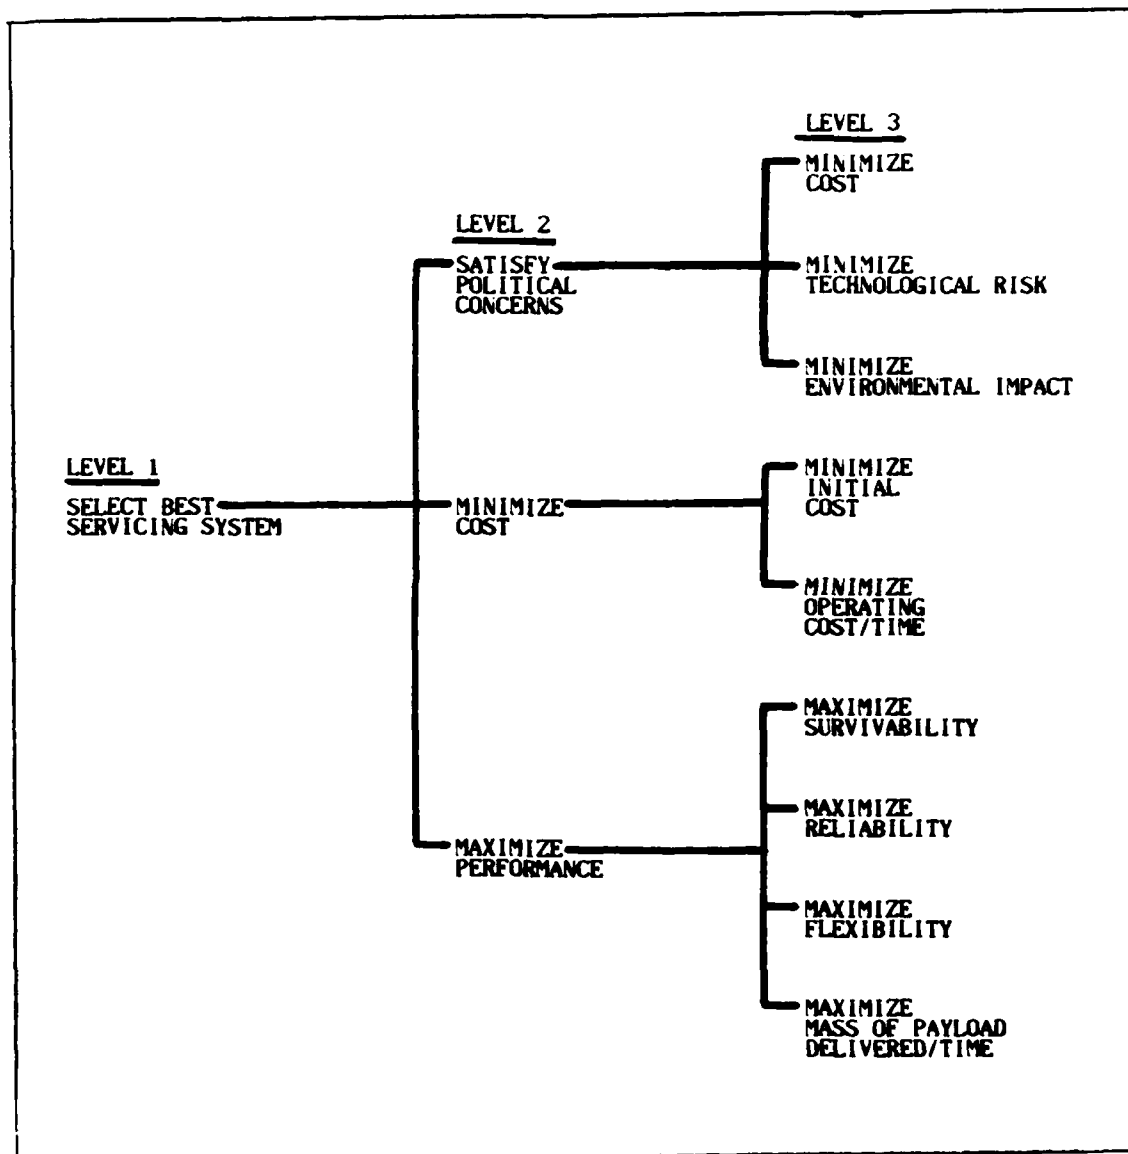 LEVEL 3
MINIMIZE
COST
LEVEL 2
SATISFY
POLITICAL
CONCERNS
MINIMIZE
TECHNOLOGICAL RISK
MINIMIZE
ENVIRONMENTAL IMPACT
LEVEL 1
SELECT BEST
SERVICING SYSTEM
MINIMIZE
COST
MINIMIZE
INITIAL
COST
MINIMIZE
OPERATING
COST/TIME
MAXIMIZE
SURVIVABILITY
MAXIMIZE
RELIABILITY
MAXIMIZE
PERFORMANCE
MAXIMIZE
FLEXIBILITY
MAXIMIZE
MASS OF PAYLOAD
DELIVERED/TIME